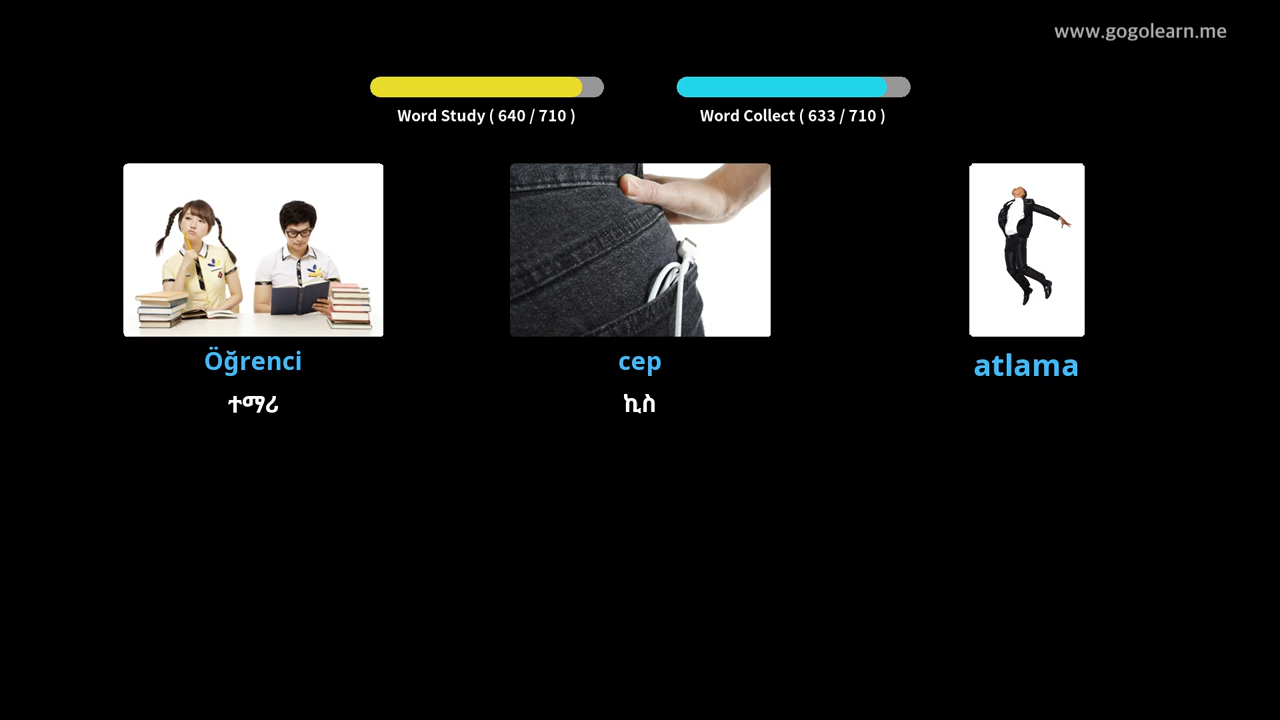 www.gogolearn.me
Word Study ( 640 / 710 )
Word Collect ( 633 / 710 )
Öğrenci
cep
atlama
ተማሪ
ኪስ